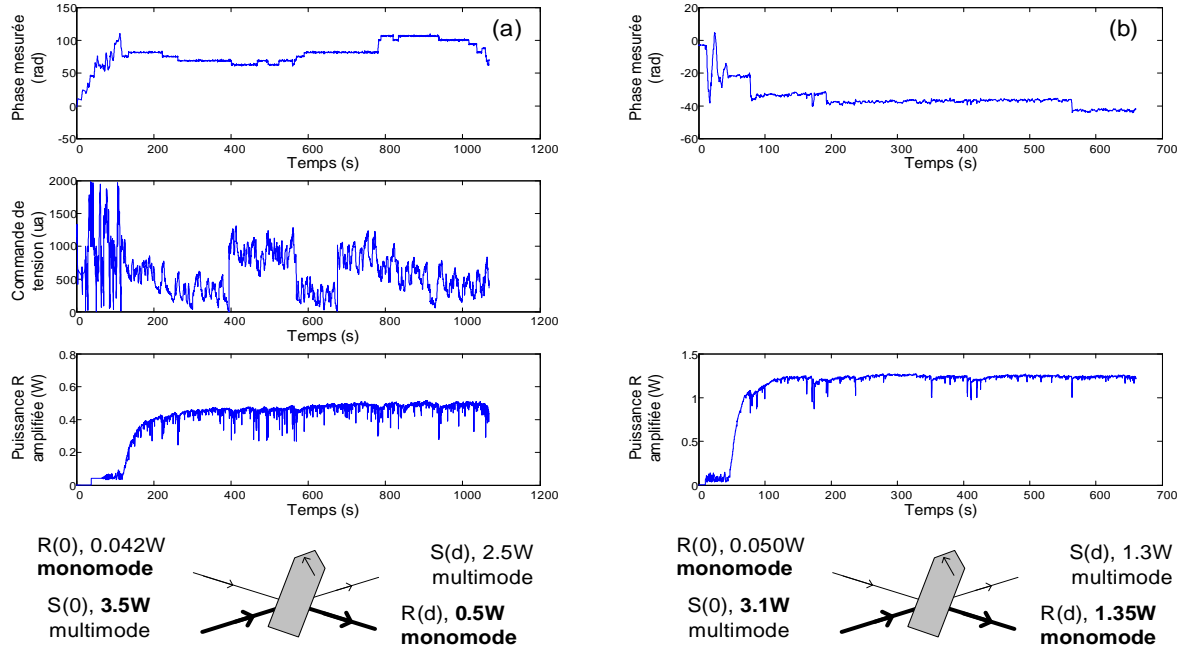 (a)
Phase mesurée
(rad)
150
100
50
0
-50
0 200 400 600 800 1000 1200
Temps (s)
Commande de
tension (ua)
2000
1500
1000
500
0
0 200 400 600 800 1000 1200
Temps (s)
Puissance R
amplifiée (W)
0.8
0.6
0.4
0.2
0
0 200 400 600 800 1000 1200
Temps (s)
R(0), 0.042W
monomode
S(0), 3.5W
multimode
S(d), 2.5W
multimode
R(d), 0.5W
monomode
(b)
Phase mesurée
(rad)
20
0
-20
-40
-60
0 100 200 300 400 500 600 700
Temps (s)
Puissance R
amplifiée (W)
1.5
1
0.5
0
0 100 200 300 400 500 600 700
Temps (s)
R(0), 0.050W
monomode
S(0), 3.1W
multimode
S(d), 1.3W
multimode
R(d), 1.35W
monomode